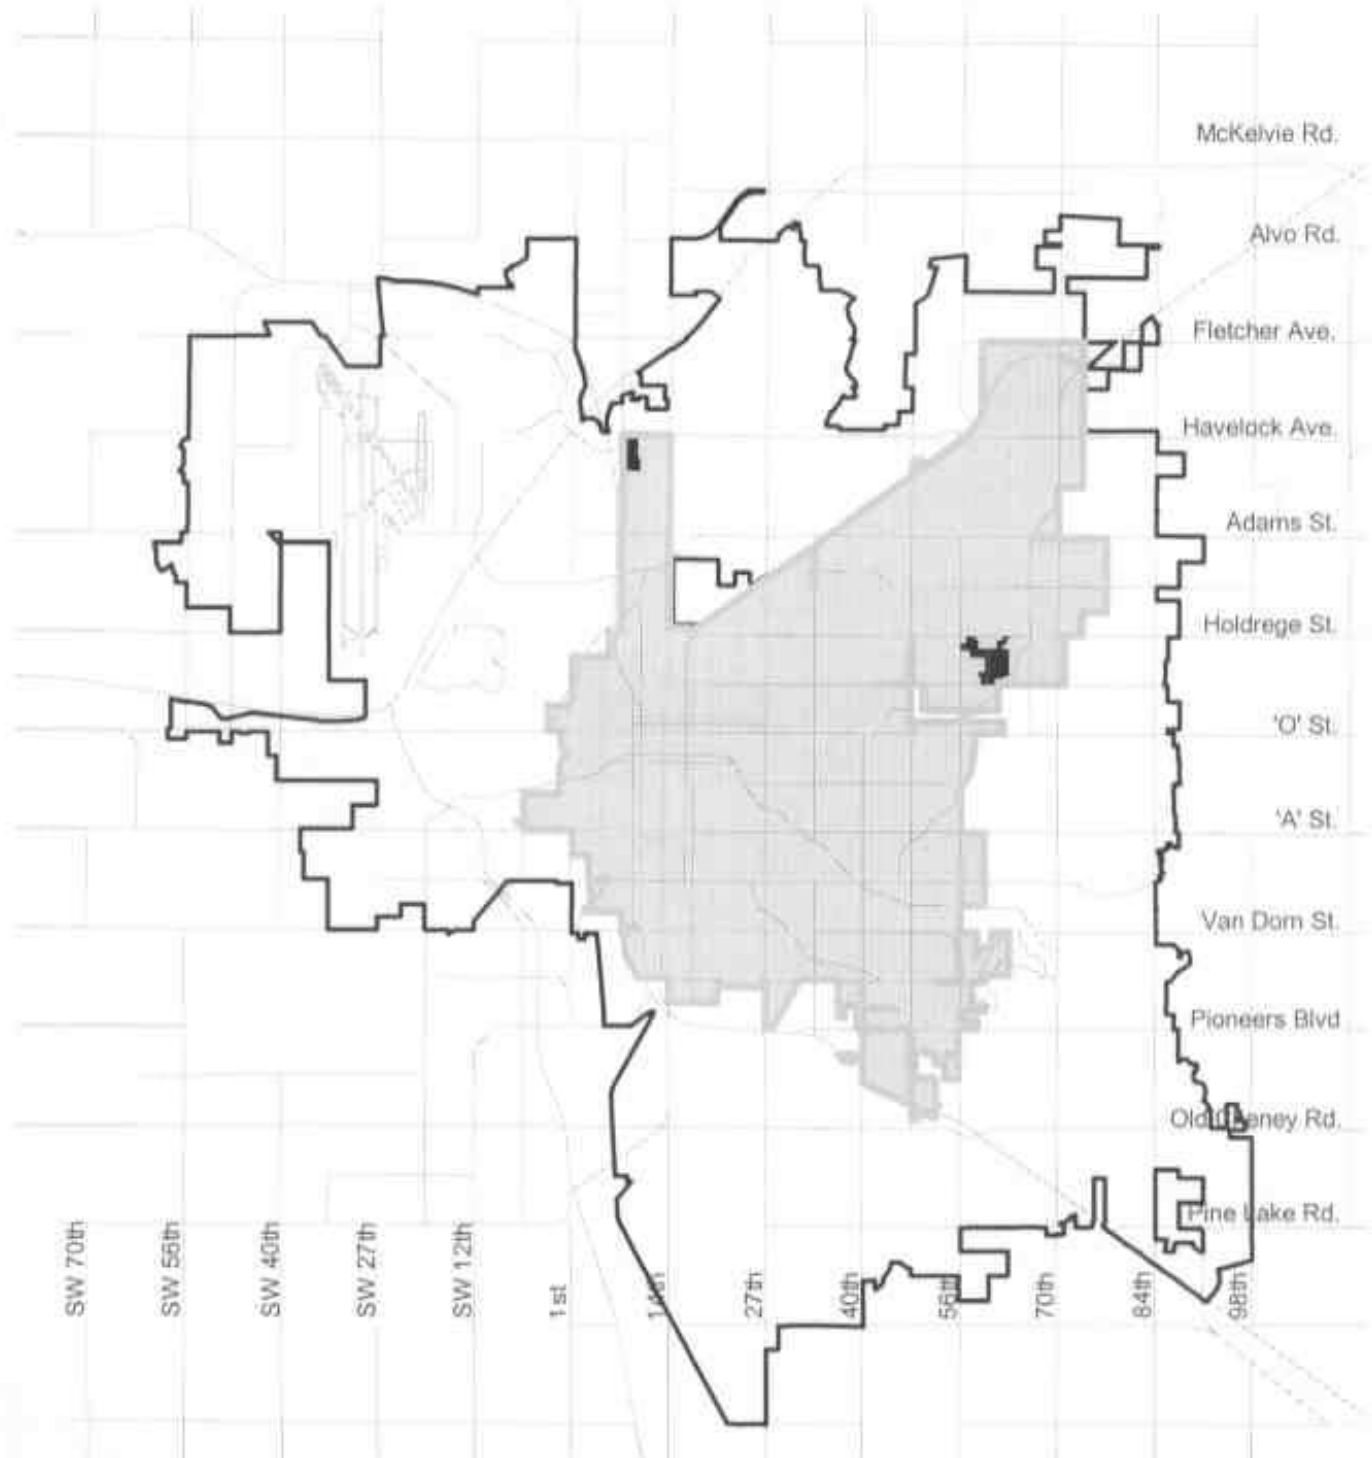 McKelvie Rd.
Alvo Rd.
Fletcher Ave.
Havelock Ave.
Adams St.
Holdrege St.
'O' St.
'A' St.
Van Dorn St.
Pioneers Blvd
Old Cheney Rd.
Pine Lake Rd.
SW 70th
SW 56th
SW 40th
SW 27th
SW 12th
1st
14th
27th
40th
56th
70th
84th
98th